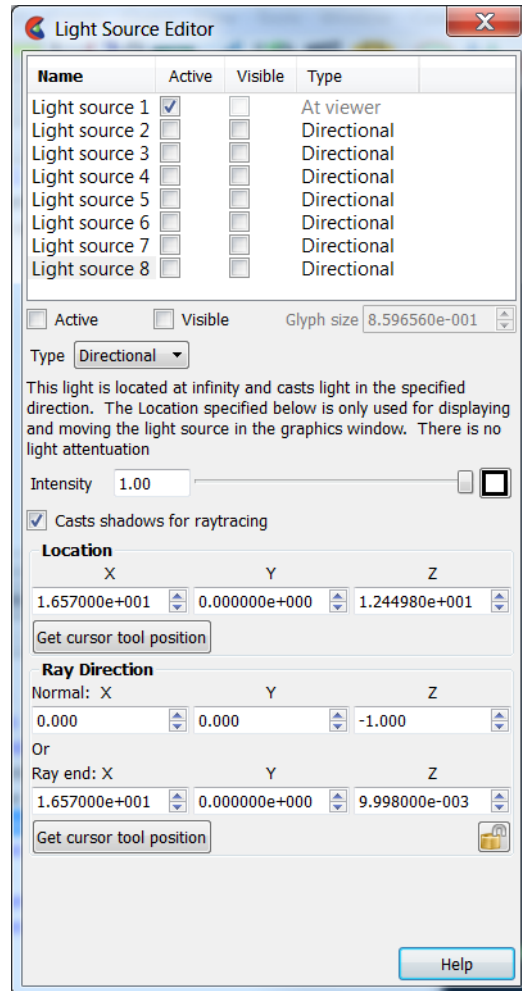 Light Source Editor
Name Active Visible Type
Light source 1 At viewer
Light source 2 Directional
Light source 3 Directional
Light source 4 Directional
Light source 5 Directional
Light source 6 Directional
Light source 7 Directional
Light source 8 Directional
Active Visible Glyph size 8.596560e-001
Type Directional
This light is located at infinity and casts light in the specified
direction. The Location specified below is only used for displaying
and moving the light source in the graphics window. There is no
light attentuation
Intensity 1.00
Casts shadows for raytracing
Location
X Y Z
1.657000e+001 0.000000e+000 1.244980e+001
Get cursor tool position
Ray Direction
Normal: X Y Z
0.000 0.000 -1.000
Or
Ray end: X Y Z
1.657000e+001 0.000000e+000 9.998000e-003
Get cursor tool position
Help